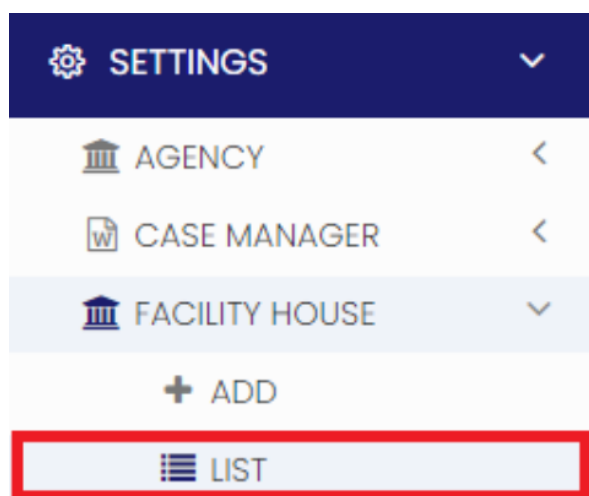 SETTINGS
AGENCY
CASE MANAGER
FACILITY HOUSE
ADD
LIST